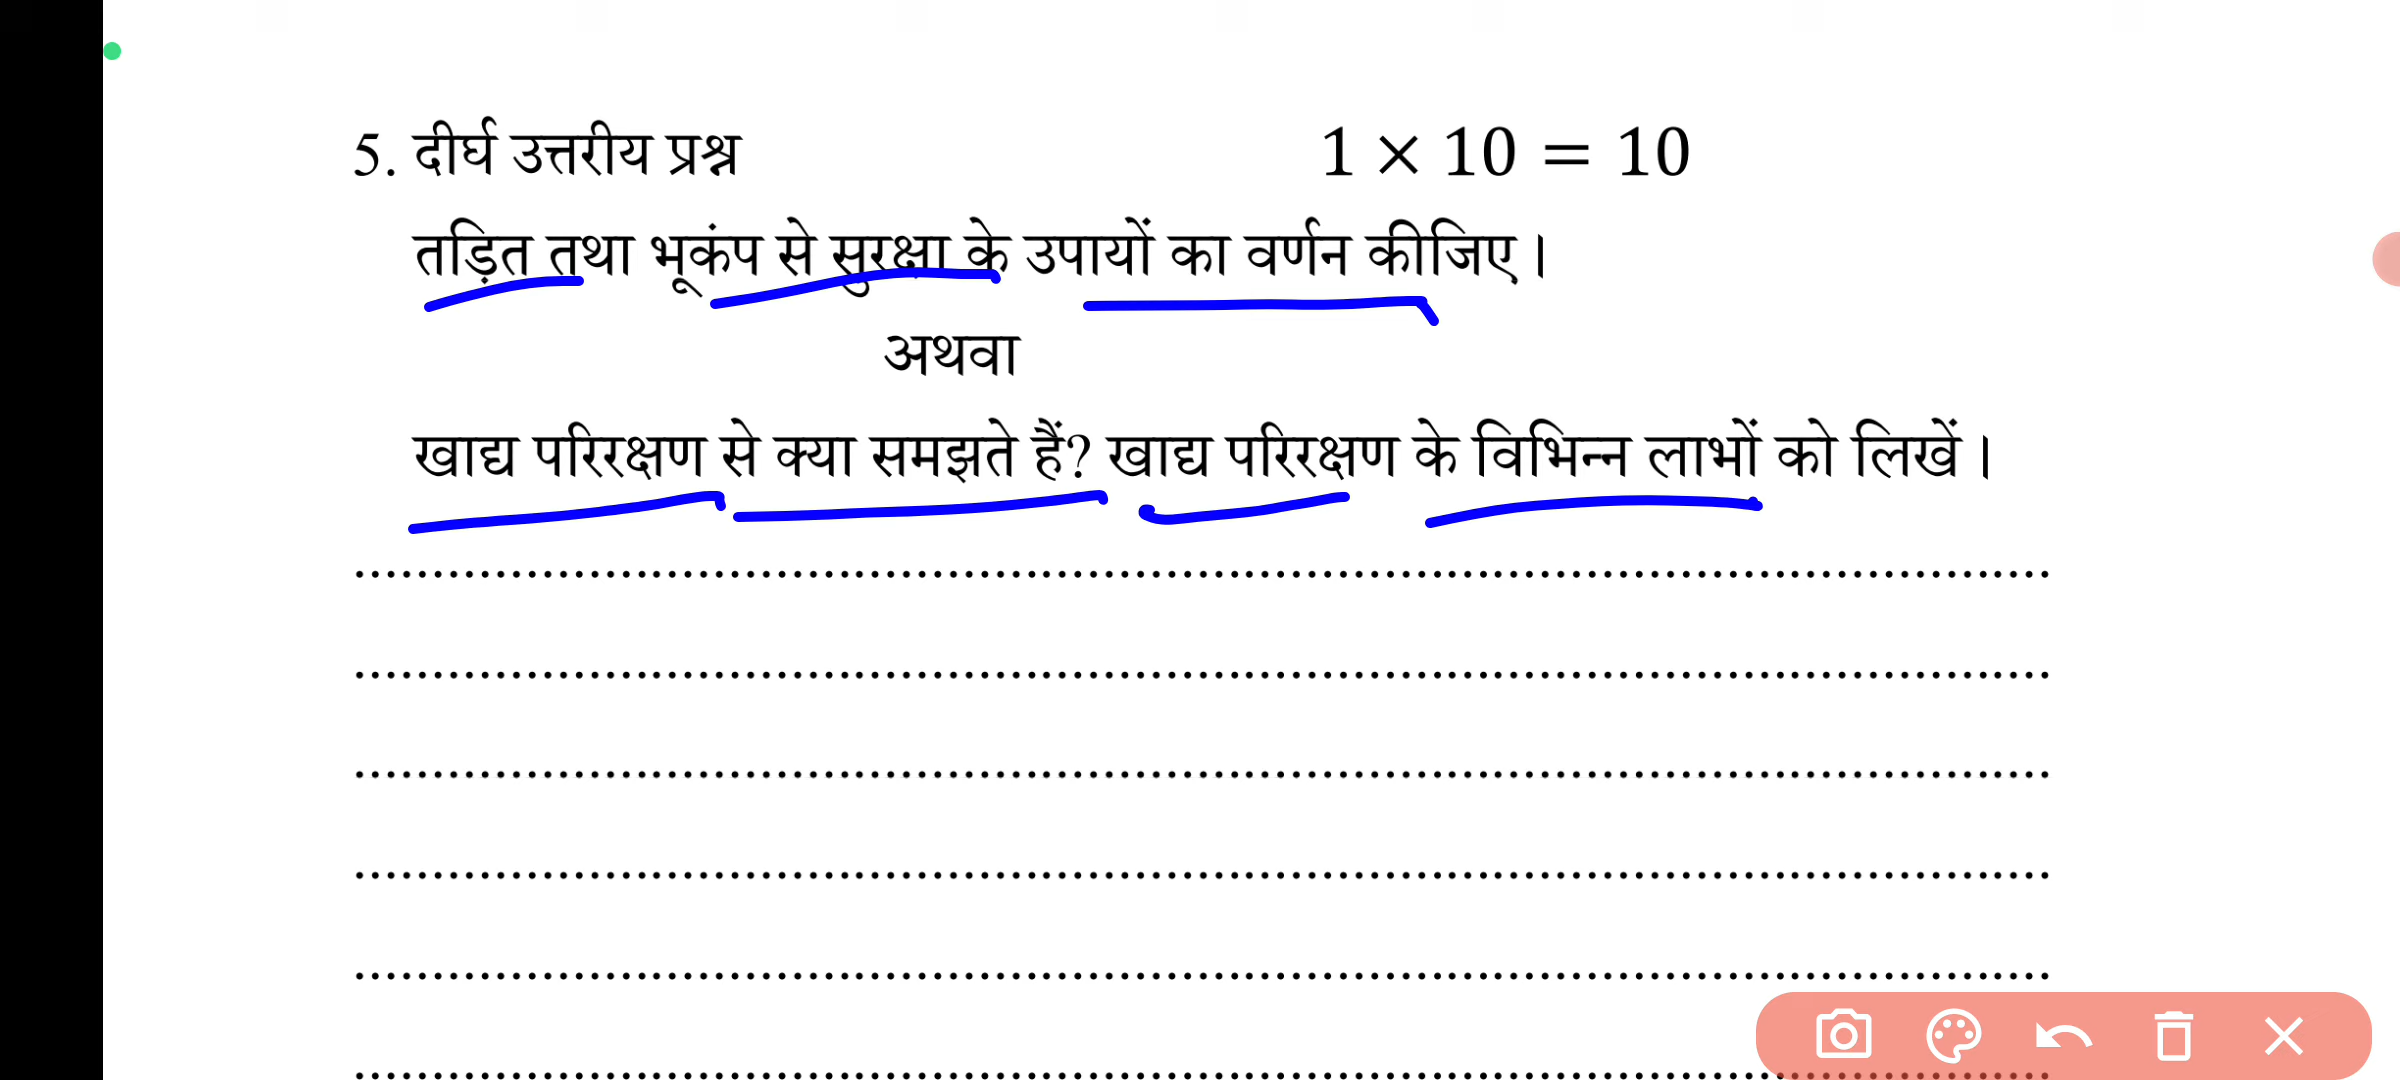 5. दीर्घ उत्तरीय प्रश्न 1 × 10 = 10
तड़ित तथा भूकंप से सुरक्षा के उपायों का वर्णन कीजिए।
अथवा
खाद्य परिरक्षण से क्या समझते हैं? खाद्य परिरक्षण के विभिन्न लाभों को लिखें।